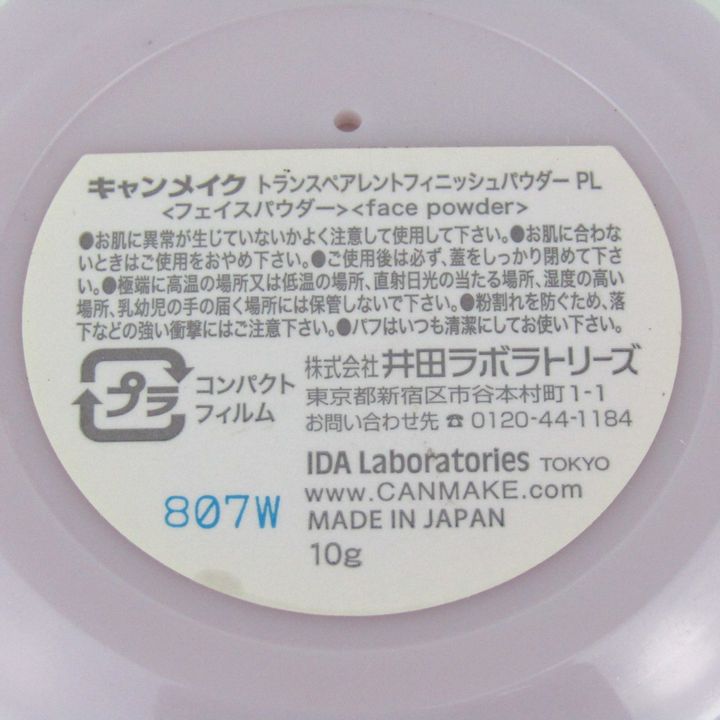 キャンメイク トランスペアレントフィニッシュパウダー PL
<フェイスパウダー><face powder>
●お肌に異常が生じていないかよく注意して使用して下さい。●お肌に合わな
いときはご使用をおやめ下さい。●ご使用後は必ず、蓋をしっかり閉めて下さ
い。●極端に高温の場所又は低温の場所、直射日光の当たる場所、湿度の高い
場所、乳幼児の手の届く場所には保管しないで下さい。●粉割れを防ぐため、落
下などの強い衝撃にはご注意下さい。●パフはいつも清潔にしてお使い下さい。
プラ
コンパクト
フィルム
株式会社 井田ラボラトリーズ
東京都新宿区市谷本村町1-1
お問い合わせ先 ☎ 0120-44-1184
IDA Laboratories TOKYO
www.CANMAKE.com
807W
MADE IN JAPAN
10g